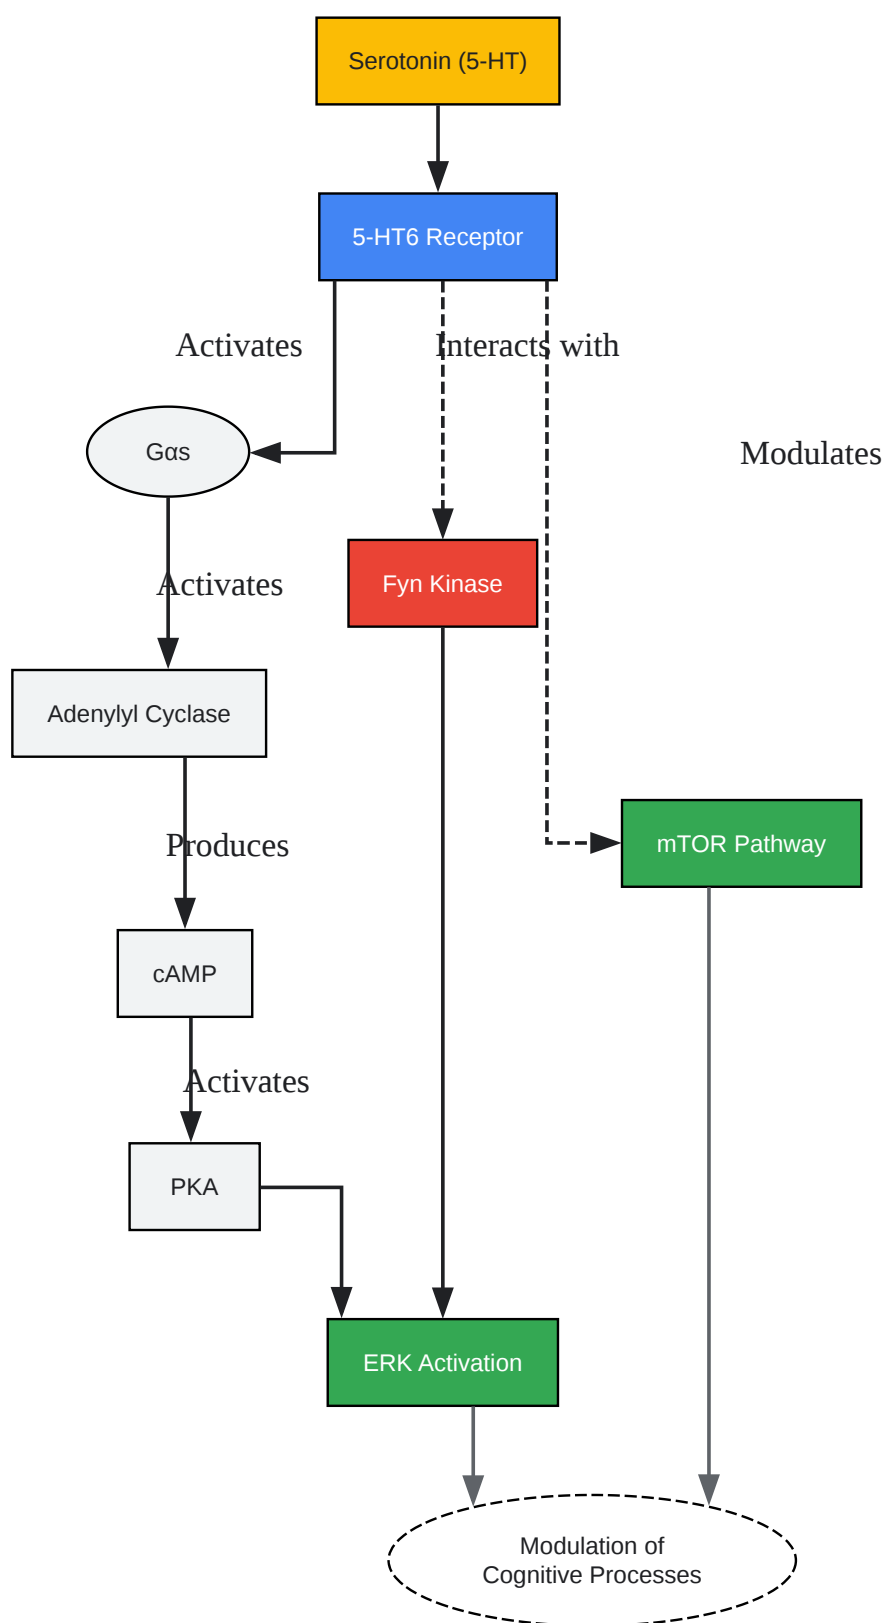 Serotonin (5-HT)
5-HT6 Receptor
Activates
Interacts with
Gαs
Modulates
Activates
Fyn Kinase
Adenylyl Cyclase
Produces
mTOR Pathway
cAMP
Activates
PKA
ERK Activation
Modulation of
Cognitive Processes